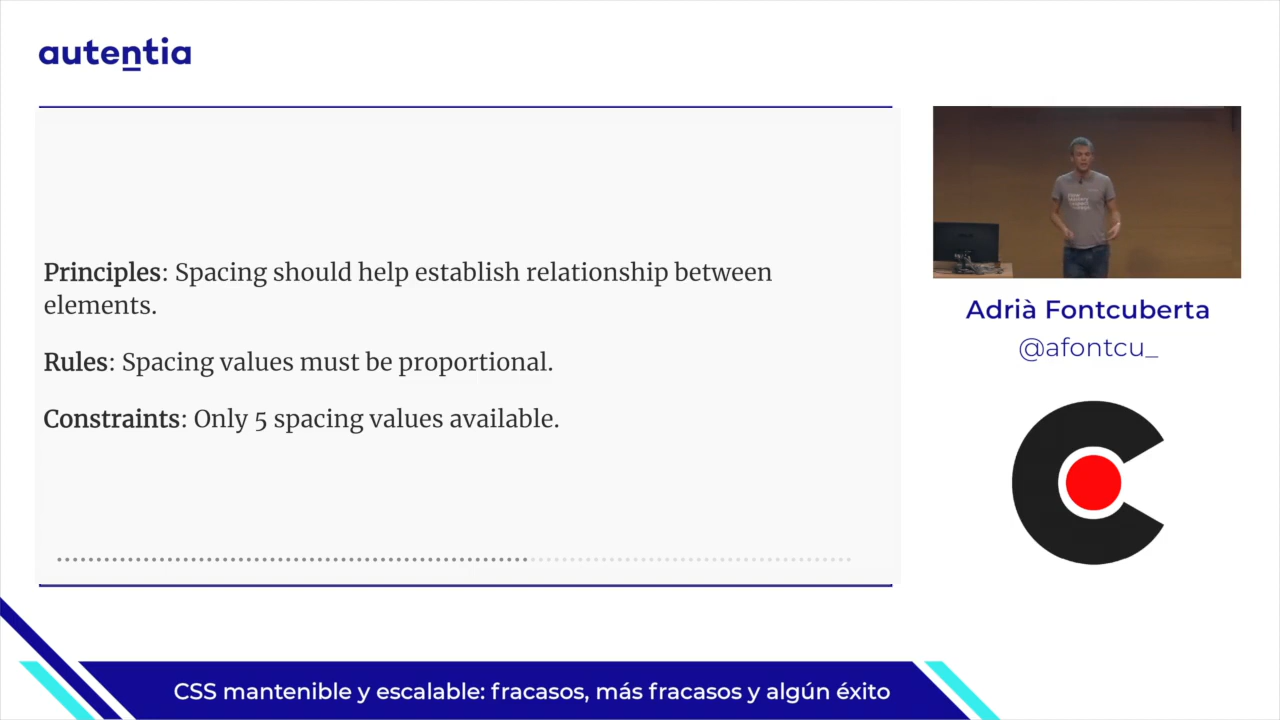 autentia
Principles: Spacing should help establish relationship between
elements.
Rules: Spacing values must be proportional.
Constraints: Only 5 spacing values available.
Adrià Fontcuberta
@afontcu_
CSS mantenible y escalable: fracasos, más fracasos y algún éxito